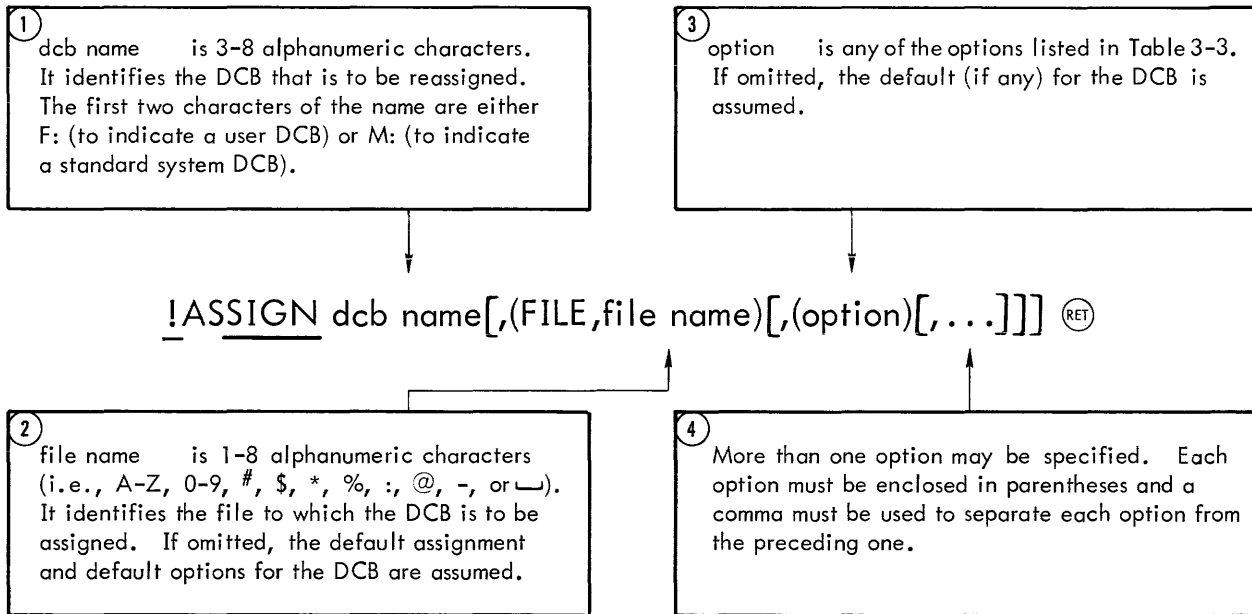 1
dcb name is 3-8 alphanumeric characters.
It identifies the DCB that is to be reassigned.
The first two characters of the name are either
F: (to indicate a user DCB) or M: (to indicate
a standard system DCB).
3
option is any of the options listed in Table 3-3.
If omitted, the default (if any) for the DCB is
assumed.
!ASSIGN dcb name[,(FILE,file name)[,(option)[,...]]] RET
2
file name is 1-8 alphanumeric characters
(i.e., A-Z, 0-9, #, $, *, %, :, @, -, or ⎵).
It identifies the file to which the DCB is to be
assigned. If omitted, the default assignment
and default options for the DCB are assumed.
4
More than one option may be specified. Each
option must be enclosed in parentheses and a
comma must be used to separate each option from
the preceding one.